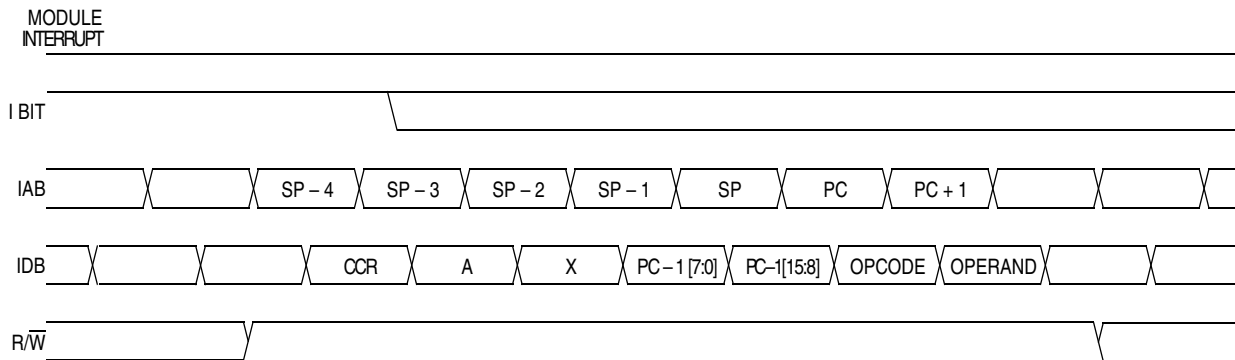 MODULE
INTERRUPT
I BIT
IAB SP – 4 SP – 3 SP – 2 SP – 1 SP PC PC + 1
IDB CCR A X PC – 1 [7:0] PC–1[15:8] OPCODE OPERAND
R/W̅